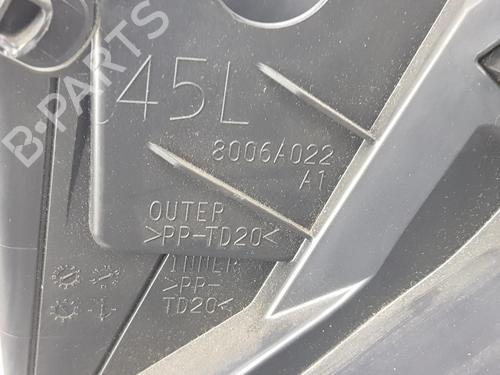 45L
8006A022
A1
OUTER
>PP-TD20<
INNER
>PP-
TD20<
B-PARTS